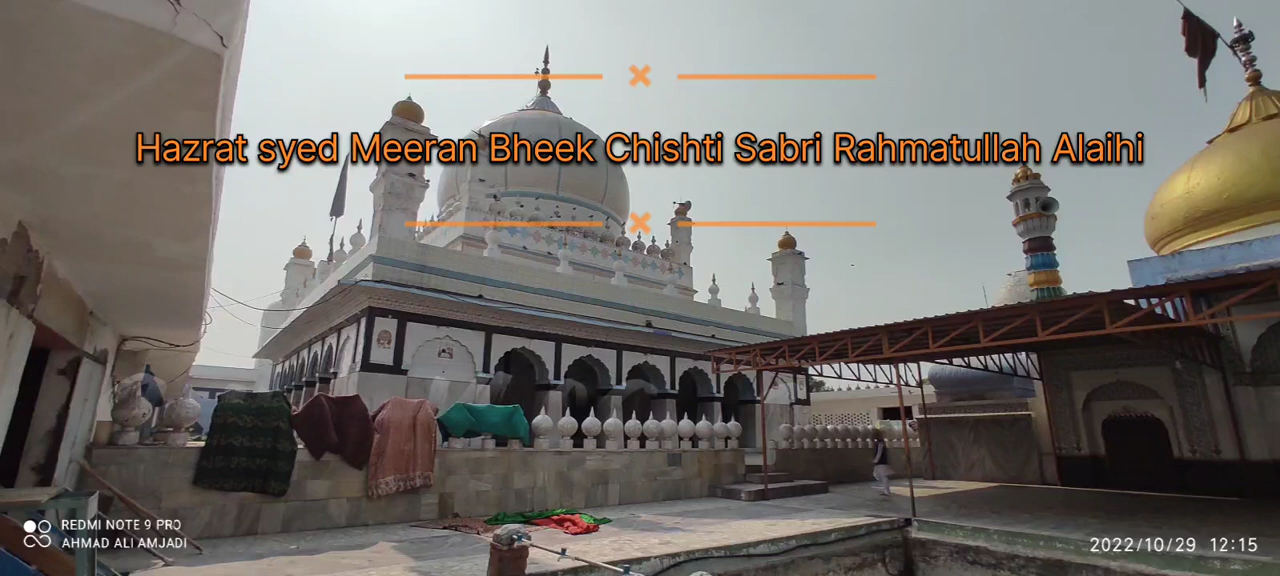 Hazrat syed Meeran Bheek Chishti Sabri Rahmatullah Alaihi
REDMI NOTE 9 PRO
AHMAD ALI AMJADI
2022/10/29 12:15